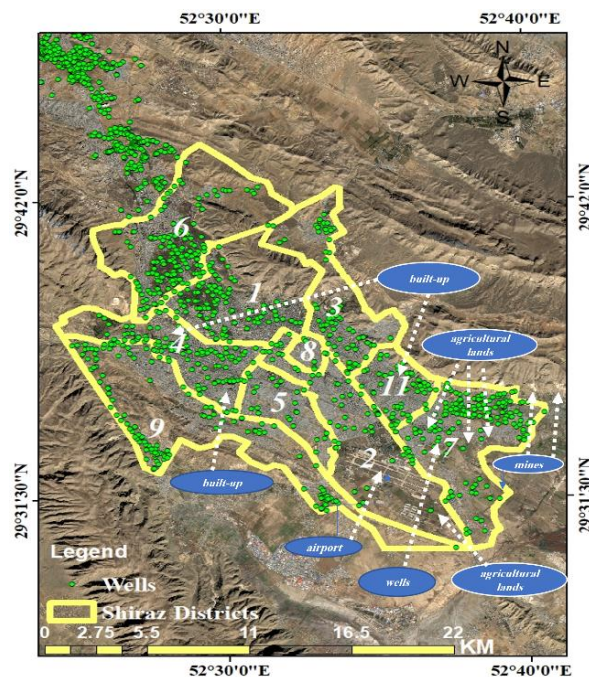 52°30'0"E 52°40'0"E
N
W E
S
29°42'0"N 29°42'0"N
6
1
built-up
3
agricultural
lands
4
8
11
5
9
7
2
mines
built-up
29°31'30"N 29°31'30"N
airport
Legend
wells
agricultural
lands
Wells
Shiraz Districts
0 2.75 5.5 11 16.5 22
KM
52°30'0"E 52°40'0"E